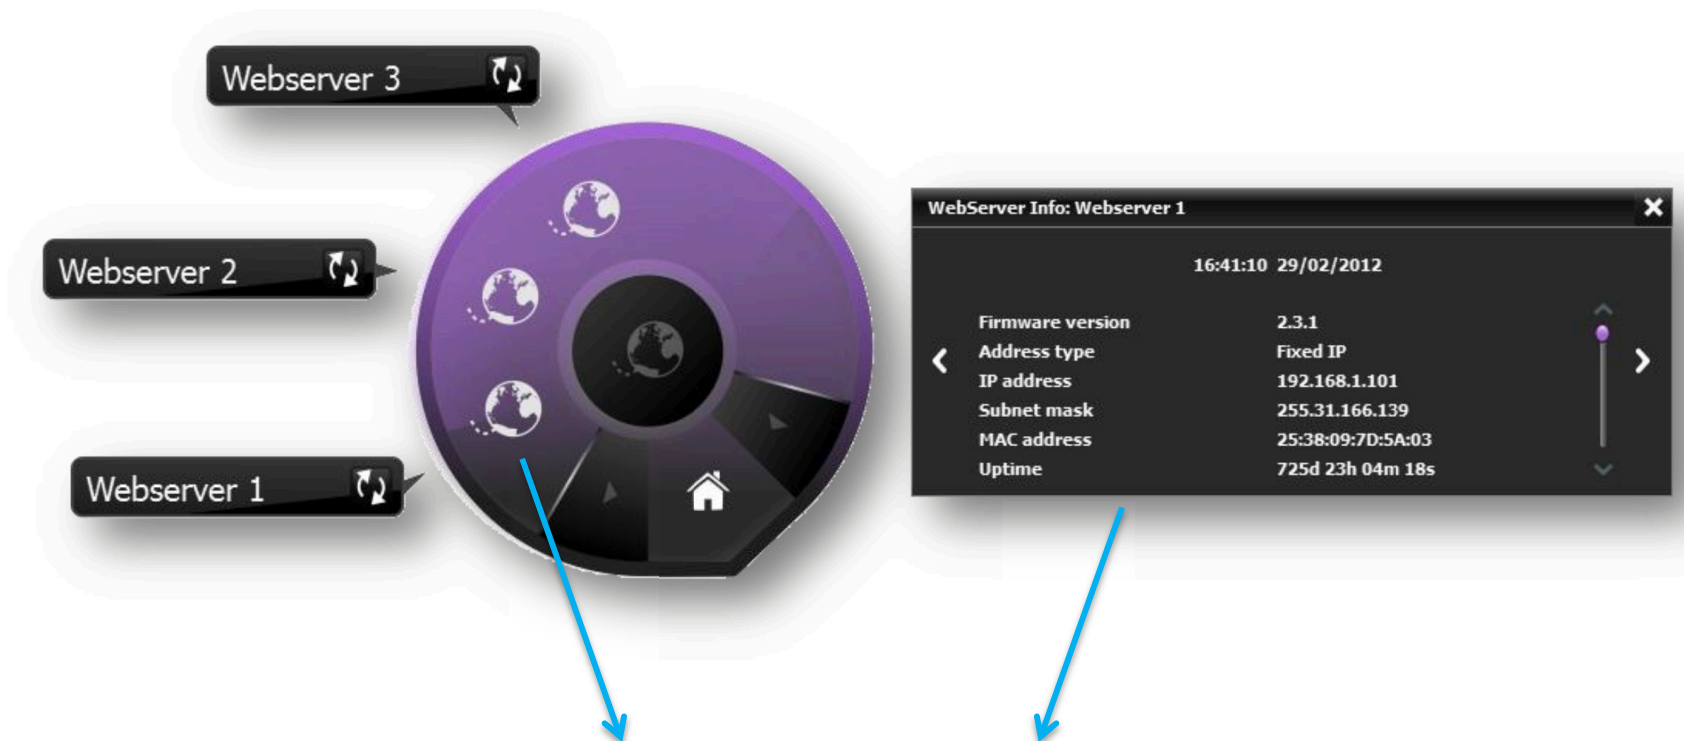 Webserver 3
Webserver 2
Webserver 1
WebServer Info: Webserver 1
16:41:10 29/02/2012
Firmware version 2.3.1
Address type Fixed IP
IP address 192.168.1.101
Subnet mask 255.31.166.139
MAC address 25:38:09:7D:5A:03
Uptime 725d 23h 04m 18s